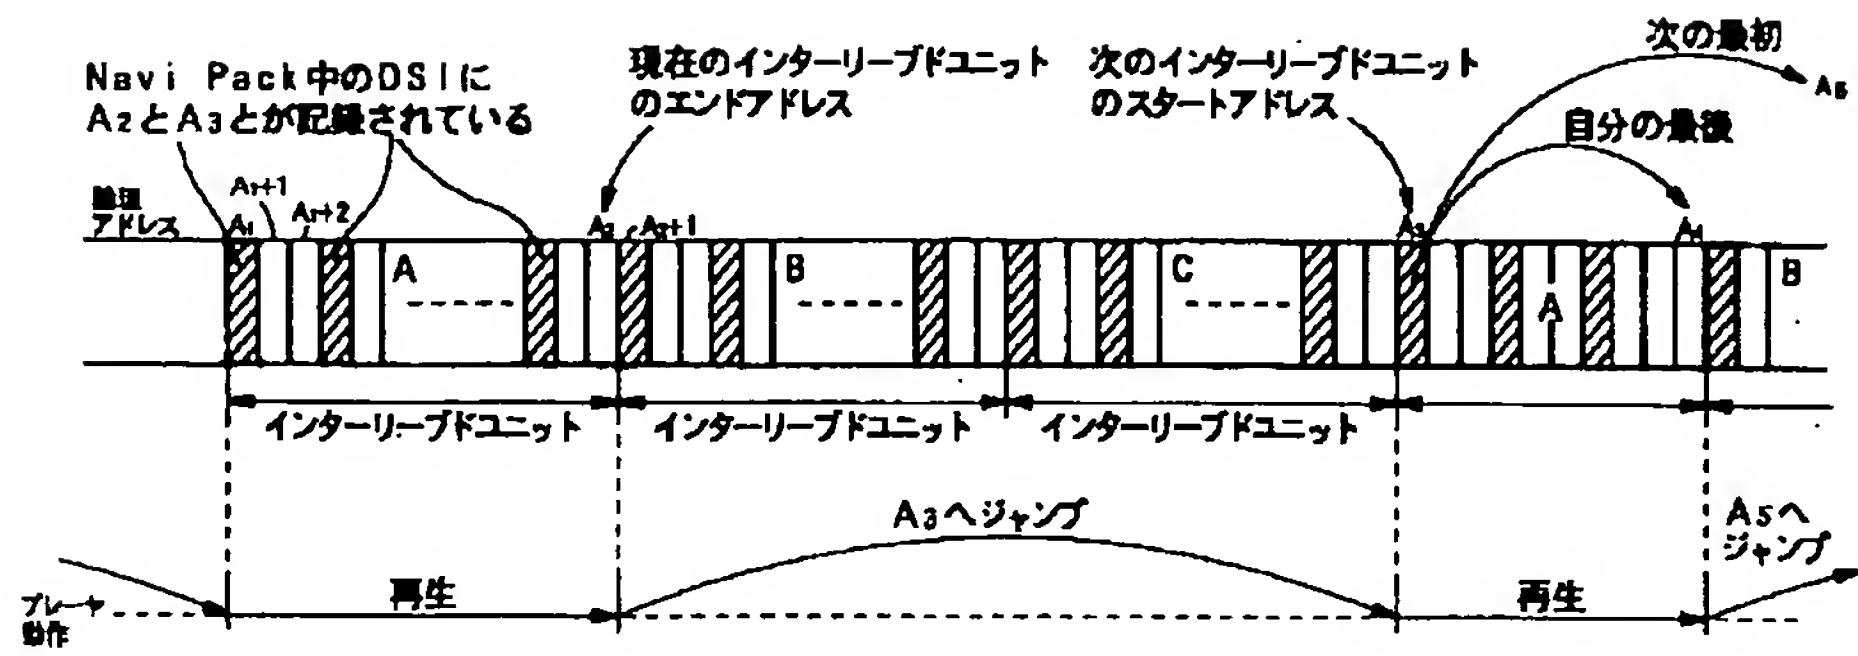 Navi Pack中のDSIに
A2とA3とが記録されている
現在のインターリーブドユニット
のエンドアドレス
次のインターリーブドユニット
のスタートアドレス
次の最初
A5
自分の最後
論理
アドレス
A1
A1+1
A1+2
A2
A2+1
A3
A4
A
B
C
A
B
インターリーブドユニット
インターリーブドユニット
インターリーブドユニット
A3へジャンプ
A5へ
ジャンプ
再生
再生
プレーヤ
動作